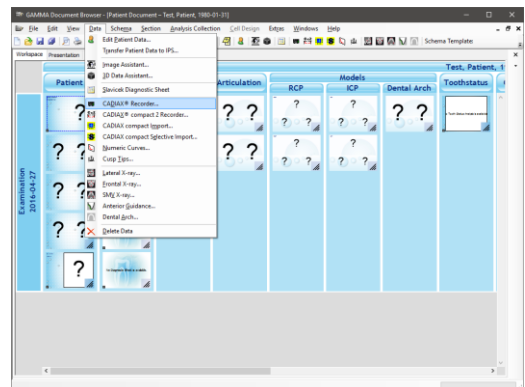 GAMMA Document Browser - [Patient Document - Test, Patient, 1980-01-31]
File Edit View Data Schema Section Analysis Collection Cell Design Extras Windows Help
Schema Template:
Workspace Presentation
Edit Patient Data...
Transfer Patient Data to IPS...
Image Assistant...
3D Data Assistant...
Slavicek Diagnostic Sheet
CADIAX® Recorder...
CADIAX® compact 2 Recorder...
CADIAX compact Import...
CADIAX compact Selective Import...
Numeric Curves...
Cusp Tips...
Lateral X-ray...
Frontal X-ray...
SMV X-ray...
Anterior Guidance...
Dental Arch...
Delete Data
Test, Patient, 1
Patient
Articulation
Models
RCP
ICP
Dental Arch
Toothstatus
Examination
2016-04-27
? ? ? ? ?
? ? ? ? ? ?
? ? ? ?
? ?
? ?
?